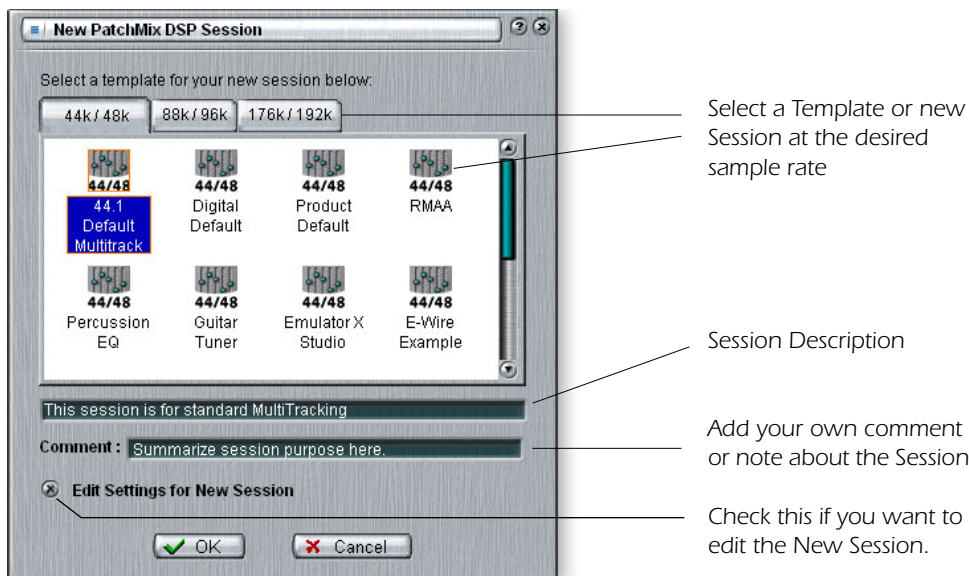 New PatchMix DSP Session
Select a template for your new session below:
44k / 48k 88k / 96k 176k / 192k
44/48 44/48 44/48 44/48
44.1 Default Multitrack
Digital Default
Product Default
RMAA
44/48 44/48 44/48 44/48
Percussion EQ
Guitar Tuner
Emulator X Studio
E-Wire Example
This session is for standard MultiTracking
Comment : Summarize session purpose here.
Edit Settings for New Session
OK Cancel
Select a Template or new
Session at the desired
sample rate
Session Description
Add your own comment
or note about the Session
Check this if you want to
edit the New Session.